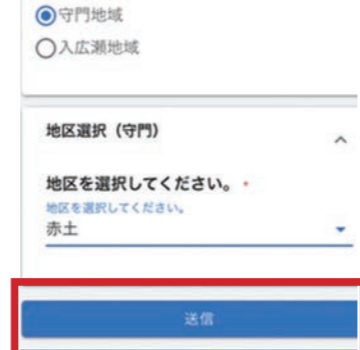 守門地域
入広瀬地域
地区選択（守門）
地区を選択してください。*
地区を選択してください。
赤土
送信